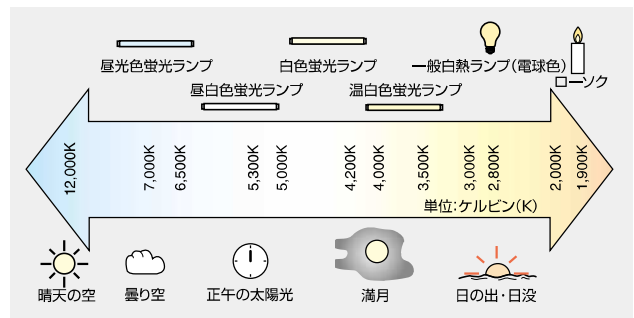 昼光色蛍光ランプ
白色蛍光ランプ
一般白熱ランプ(電球色)
ローソク
昼白色蛍光ランプ
温白色蛍光ランプ
12,000K
7,000K
6,500K
5,300K
5,000K
4,200K
4,000K
3,500K
3,000K
2,800K
2,000K
1,900K
単位:ケルビン(K)
晴天の空
曇り空
正午の太陽光
満月
日の出・日没